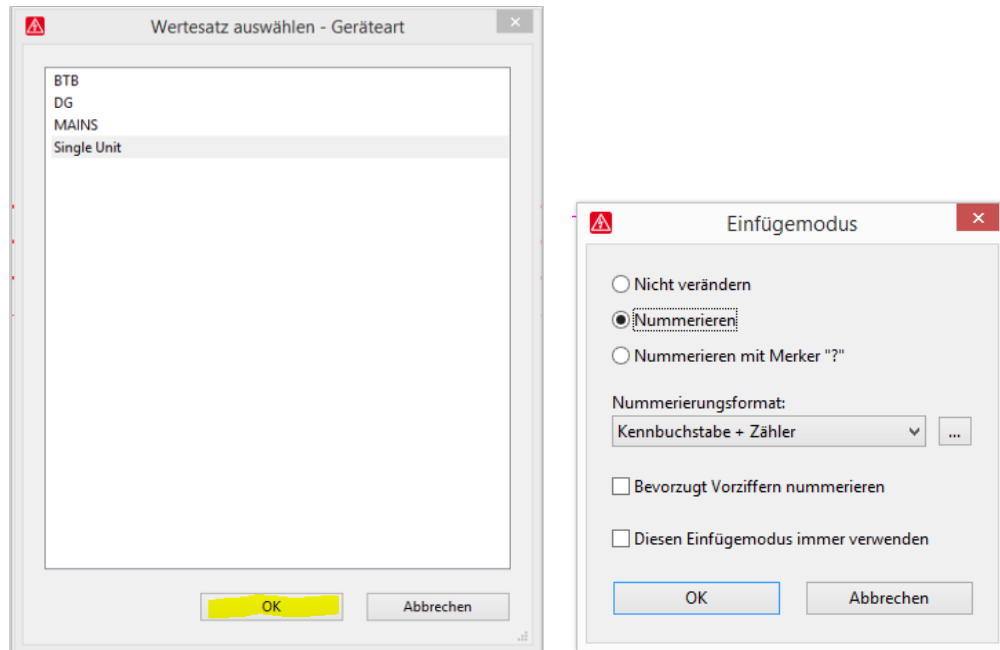 Wertesatz auswählen - Geräteart
BTB
DG
MAINS
Single Unit
OK
Abbrechen
Einfügemodus
Nicht verändern
Nummerieren
Nummerieren mit Merker "?"
Nummerierungsformat:
Kennbuchstabe + Zähler
...
Bevorzugt Vorziffern nummerieren
Diesen Einfügemodus immer verwenden
OK
Abbrechen